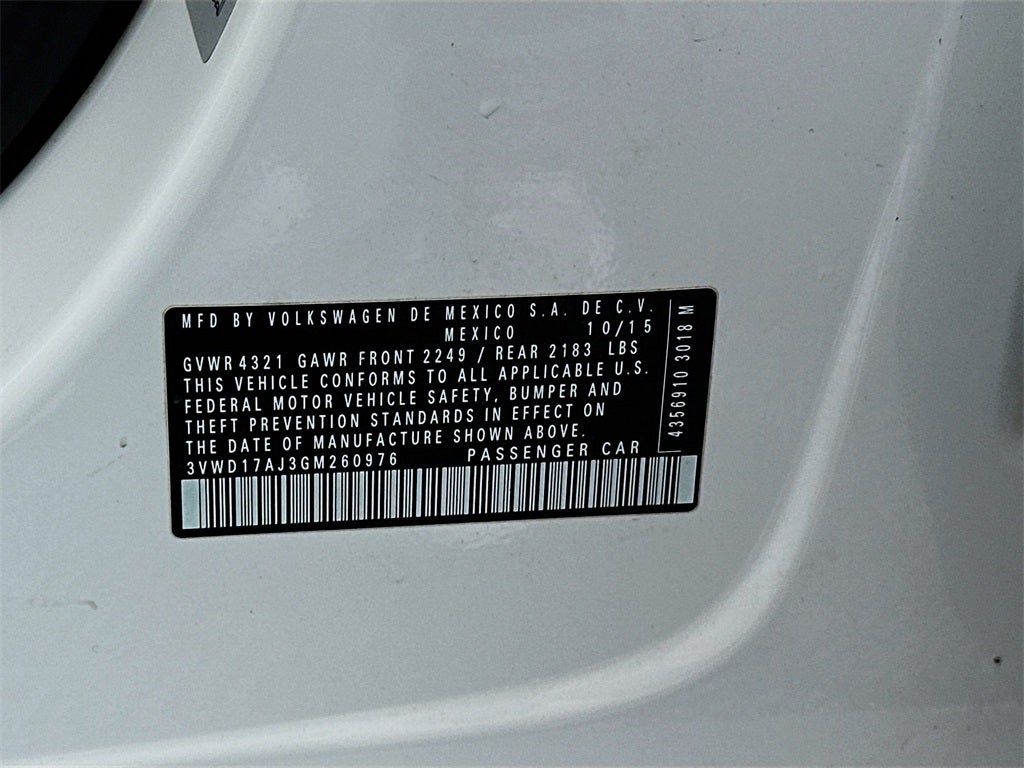 MFD BY VOLKSWAGEN DE MEXICO S.A. DE C.V.
MEXICO 10/15
GVWR 4321 GAWR FRONT 2249 / REAR 2183 LBS
THIS VEHICLE CONFORMS TO ALL APPLICABLE U.S.
FEDERAL MOTOR VEHICLE SAFETY, BUMPER AND
THEFT PREVENTION STANDARDS IN EFFECT ON
THE DATE OF MANUFACTURE SHOWN ABOVE.
3VWD17AJ3GM260976 PASSENGER CAR
4356910 3018 M